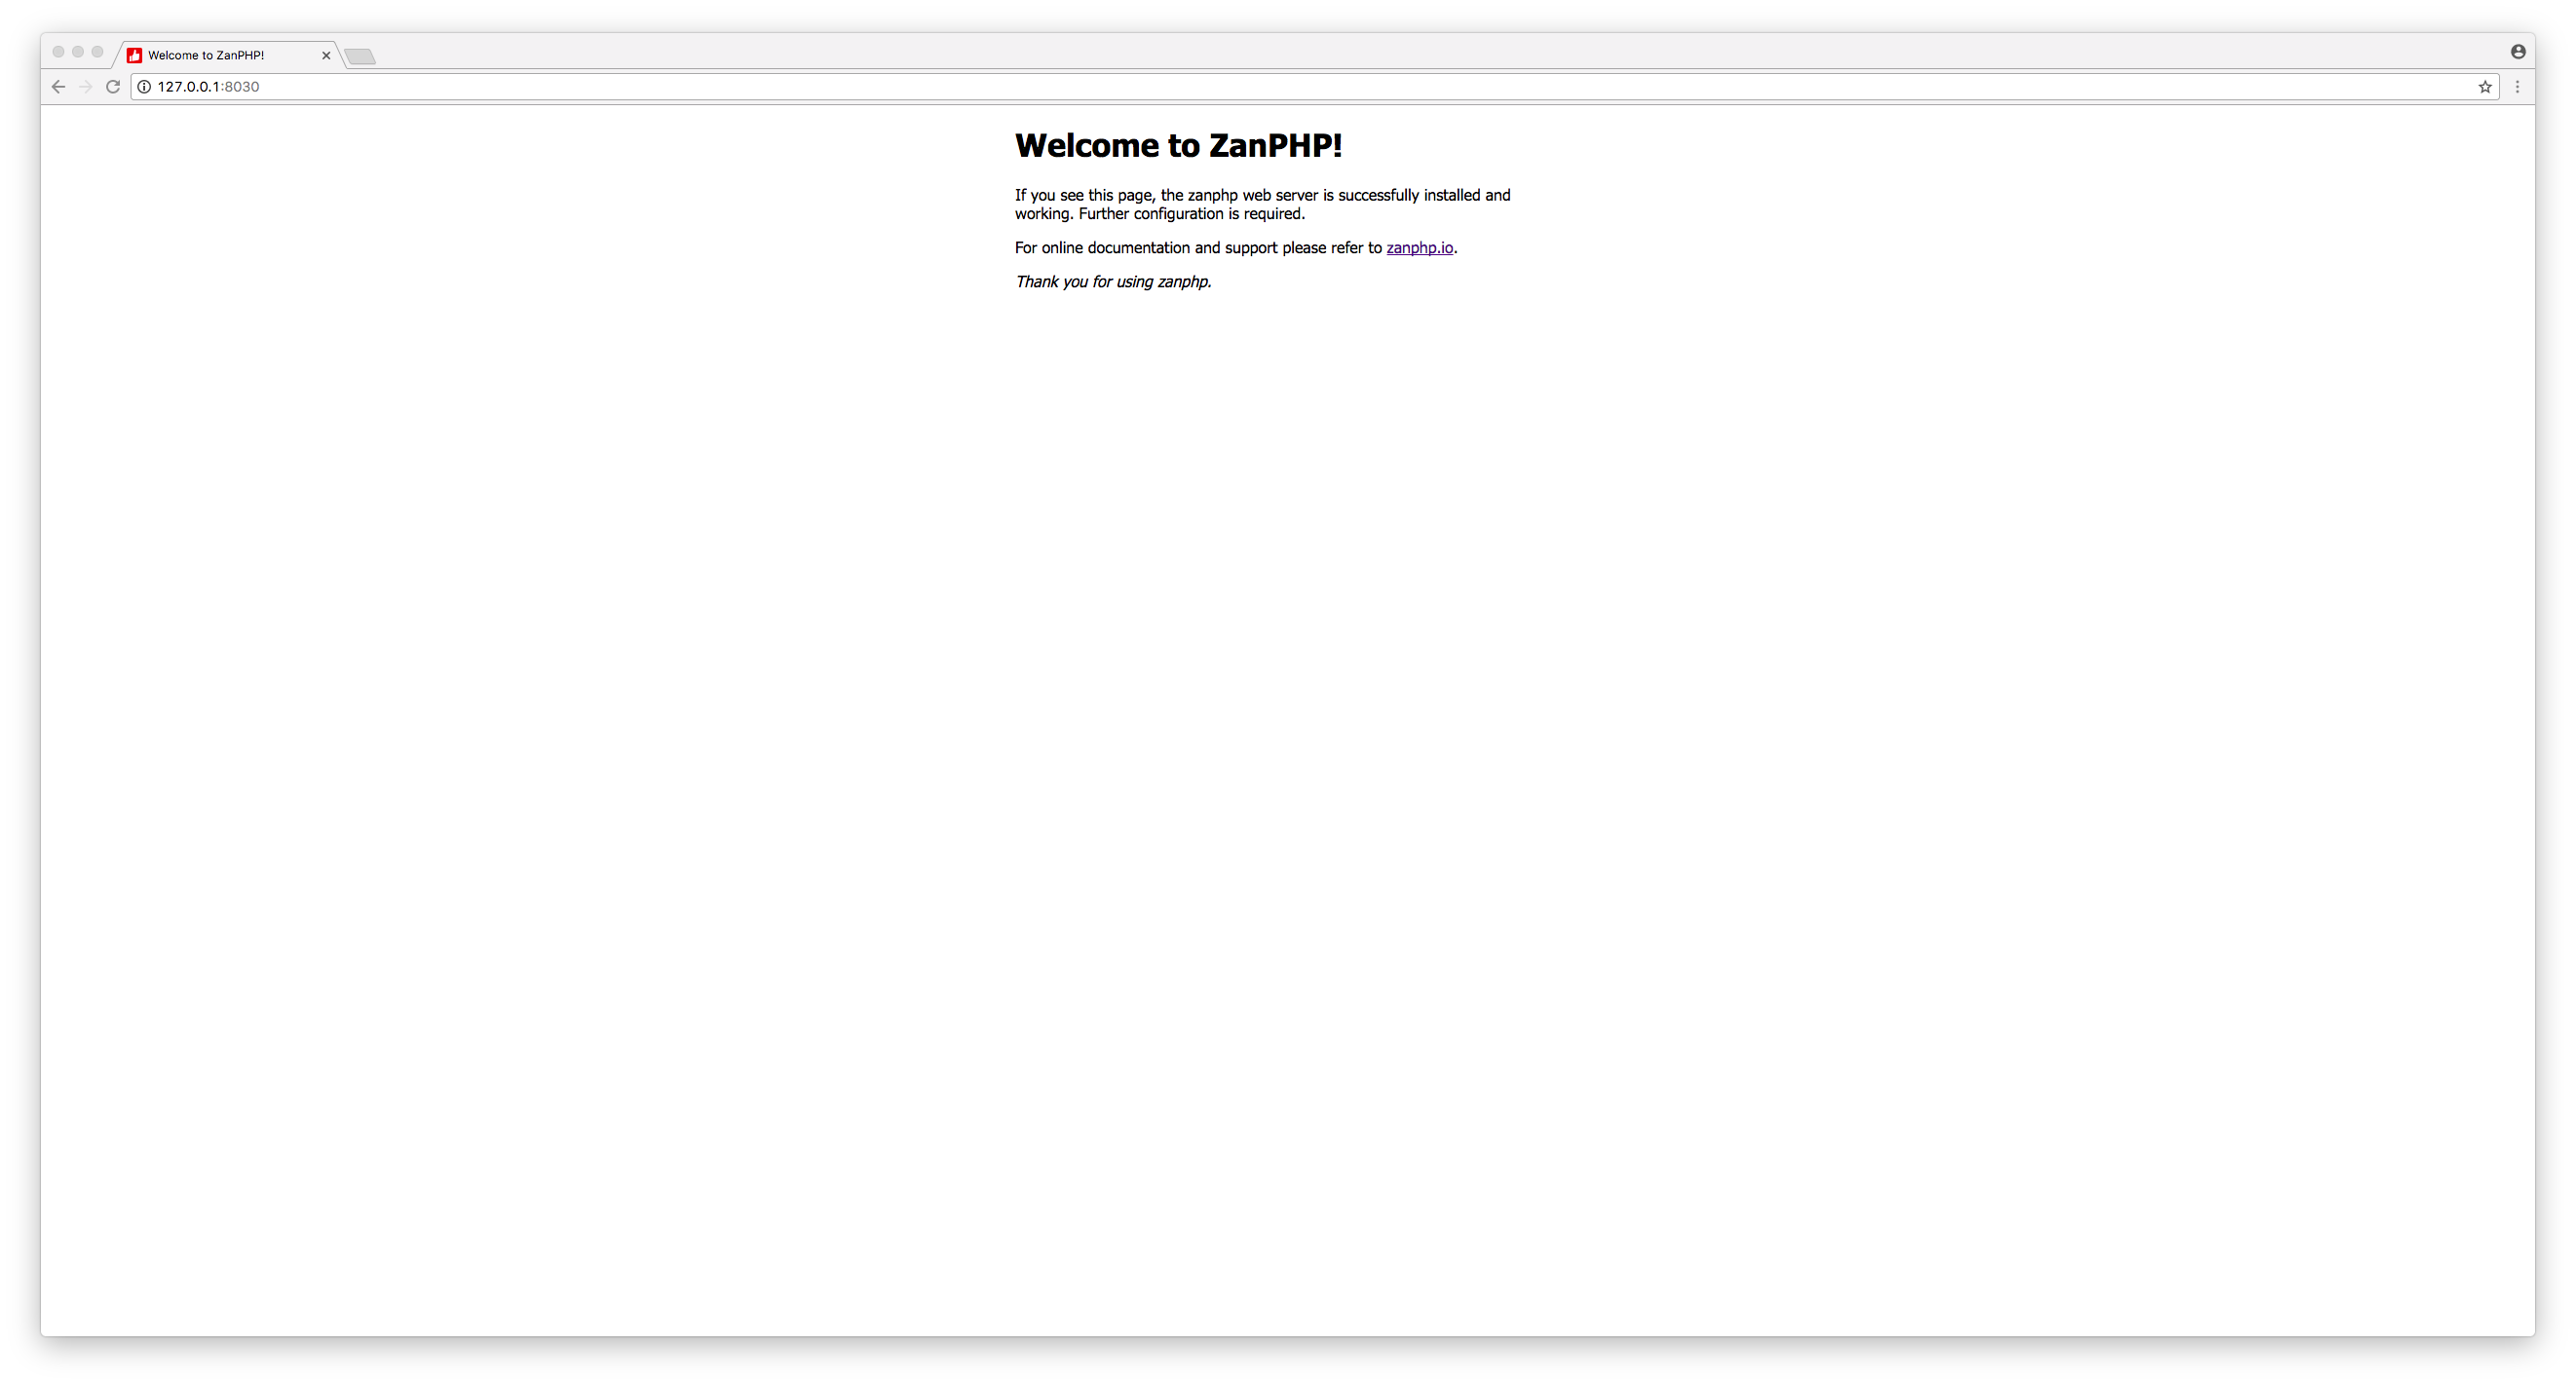 Welcome to ZanPHP!
127.0.0.1:8030
Welcome to ZanPHP!
If you see this page, the zanphp web server is successfully installed and
working. Further configuration is required.
For online documentation and support please refer to zanphp.io.
Thank you for using zanphp.